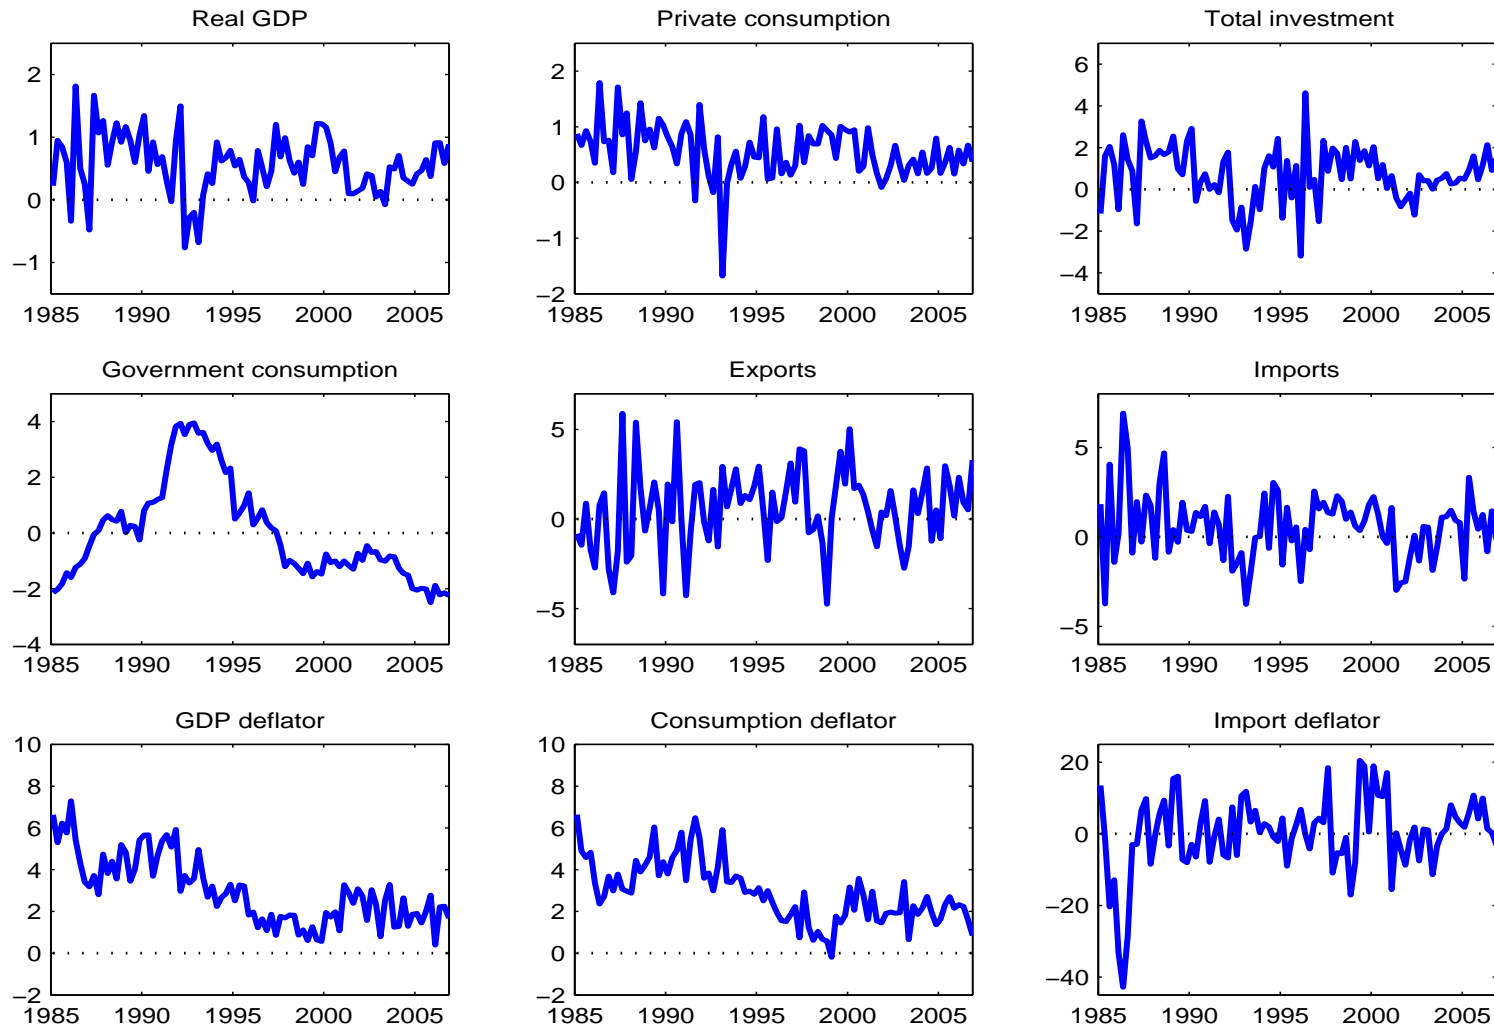 Real GDP
Private consumption
Total investment
2
1
0
−1
1985 1990 1995 2000 2005
2
1
0
−1
−2
1985 1990 1995 2000 2005
6
4
2
0
−2
−4
1985 1990 1995 2000 2005
Government consumption
Exports
Imports
4
2
0
−2
−4
1985 1990 1995 2000 2005
5
0
−5
1985 1990 1995 2000 2005
5
0
−5
1985 1990 1995 2000 2005
GDP deflator
Consumption deflator
Import deflator
10
8
6
4
2
0
−2
1985 1990 1995 2000 2005
10
8
6
4
2
0
−2
1985 1990 1995 2000 2005
20
0
−20
−40
1985 1990 1995 2000 2005